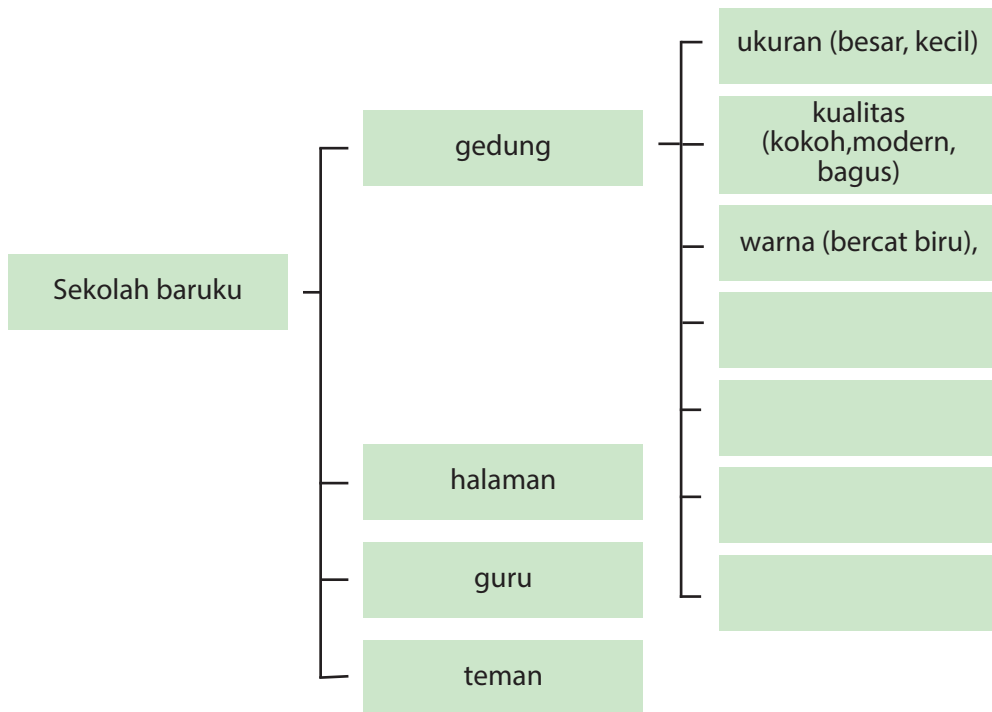 Sekolah baruku
gedung
halaman
guru
teman
ukuran (besar, kecil)
kualitas
(kokoh,modern,
bagus)
warna (bercat biru),